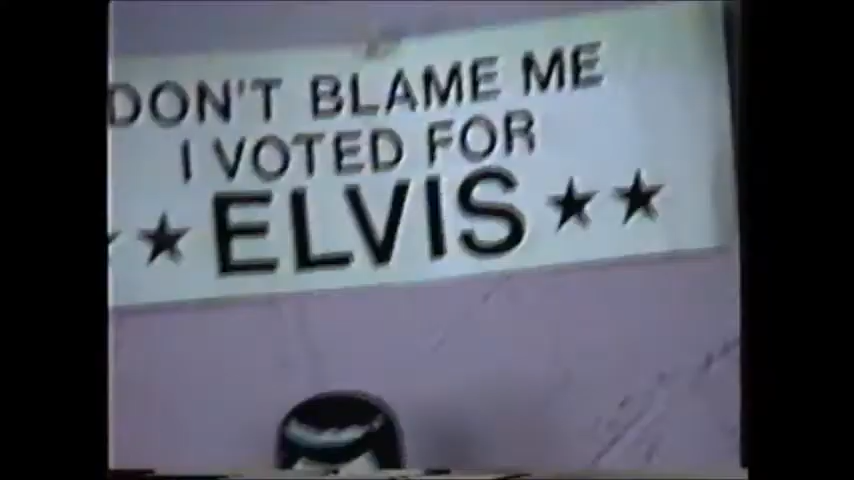 DON'T BLAME ME
I VOTED FOR
★ ★ ELVIS ★ ★